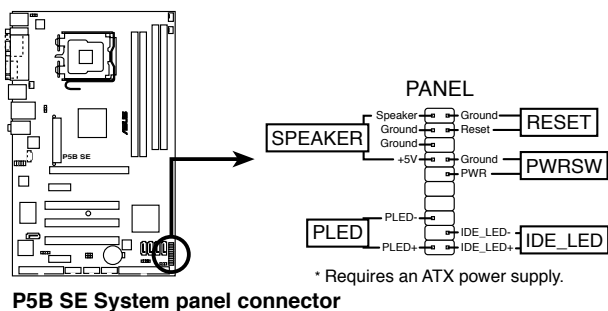 PANEL
SPEAKER
Speaker
Ground
Ground
+5V
Ground
Reset
RESET
Ground
PWR
PWRSW
PLED
PLED-
PLED+
IDE_LED-
IDE_LED+
IDE_LED
* Requires an ATX power supply.
ASUS
P5B SE
P5B SE System panel connector